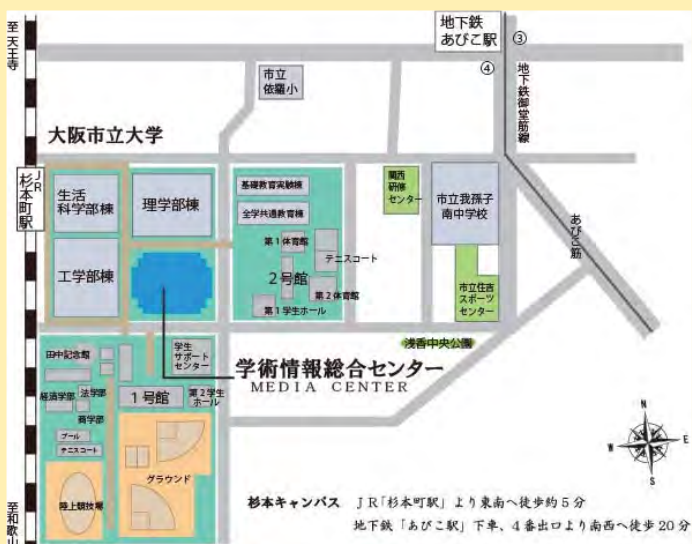 至天王寺
地下鉄
あびこ駅
③
④
地下鉄御堂筋線
市立
依羅小
大阪市立大学
JR
杉本町駅
生活
科学部棟
理学部棟
基礎教育実験棟
全学共通教育棟
関西
研修
センター
市立我孫子
南中学校
あびこ筋
工学部棟
第1体育館
テニスコート
2号館
第2体育館
第1学生ホール
市立住吉
スポーツ
センター
浅香中央公園
田中記念館
学生
サポート
センター
学術情報総合センター
MEDIA CENTER
経済学部
法学部
商学部
1号館
第2学生
ホール
プール
テニスコート
グラウンド
陸上競技場
N
W
E
S
至和歌山
杉本キャンパス JR「杉本町駅」より東南へ徒歩約5分
地下鉄「あびこ駅」下車、4番出口より南西へ徒歩20分